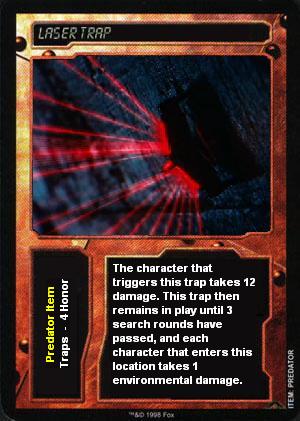 LASER TRAP
The character that
triggers this trap takes 12
damage. This trap then
remains in play until 3
search rounds have
passed, and each
character that enters this
location takes 1
environmental damage.
Predator Item
Traps - 4 Honor
™&© 1998 Fox
ITEM: PREDATOR